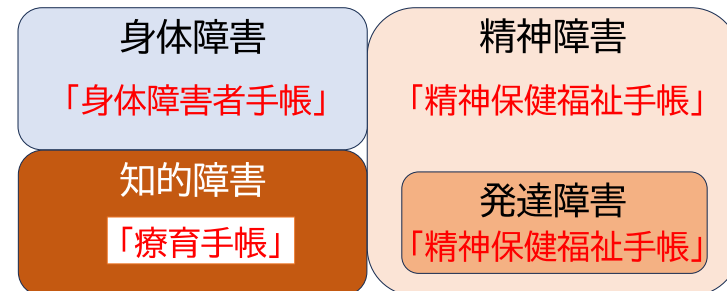 身体障害
「身体障害者手帳」
精神障害
「精神保健福祉手帳」
知的障害
「療育手帳」
発達障害
「精神保健福祉手帳」